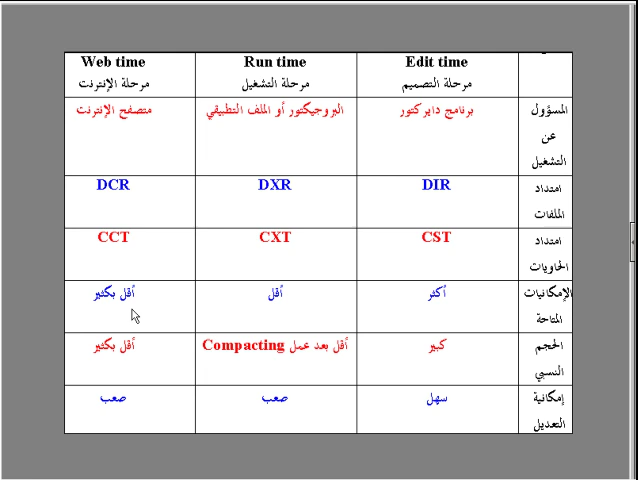 Edit time Run time Web time
مرحلة التصميم مرحلة التشغيل مرحلة الإنترنت
المسؤول برنامج دايركتور البروجيكتور أو الملف التطبيقي متصفح الإنترنت
عن
التشغيل
امتداد DIR DXR DCR
الملفات
امتداد CST CXT CCT
الحاويات
الإمكانيات أكثر أقل أقل بكثير
المتاحة
الحجم كبير أقل بعد عمل Compacting أقل بكثير
النسبي
إمكانية سهل صعب صعب
التعديل